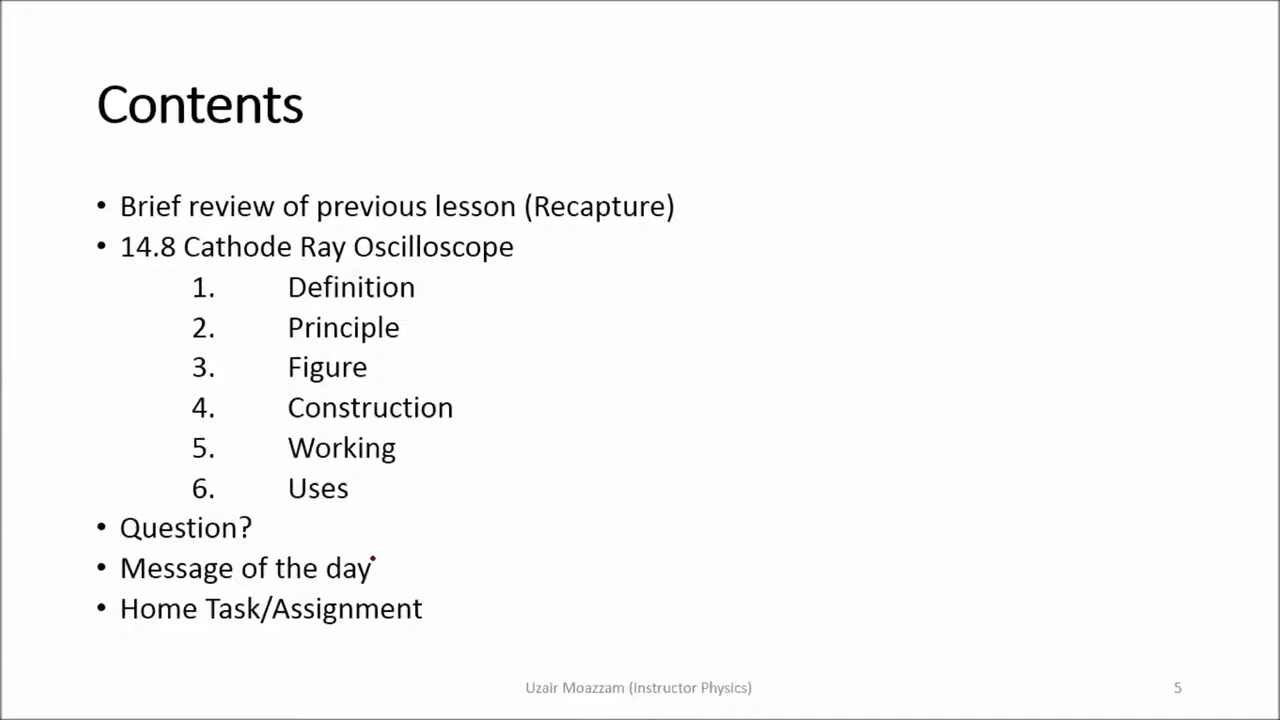 Contents
• Brief review of previous lesson (Recapture)
• 14.8 Cathode Ray Oscilloscope
1. Definition
2. Principle
3. Figure
4. Construction
5. Working
6. Uses
• Question?
• Message of the day
• Home Task/Assignment
Uzair Moazzam (Instructor Physics) 5